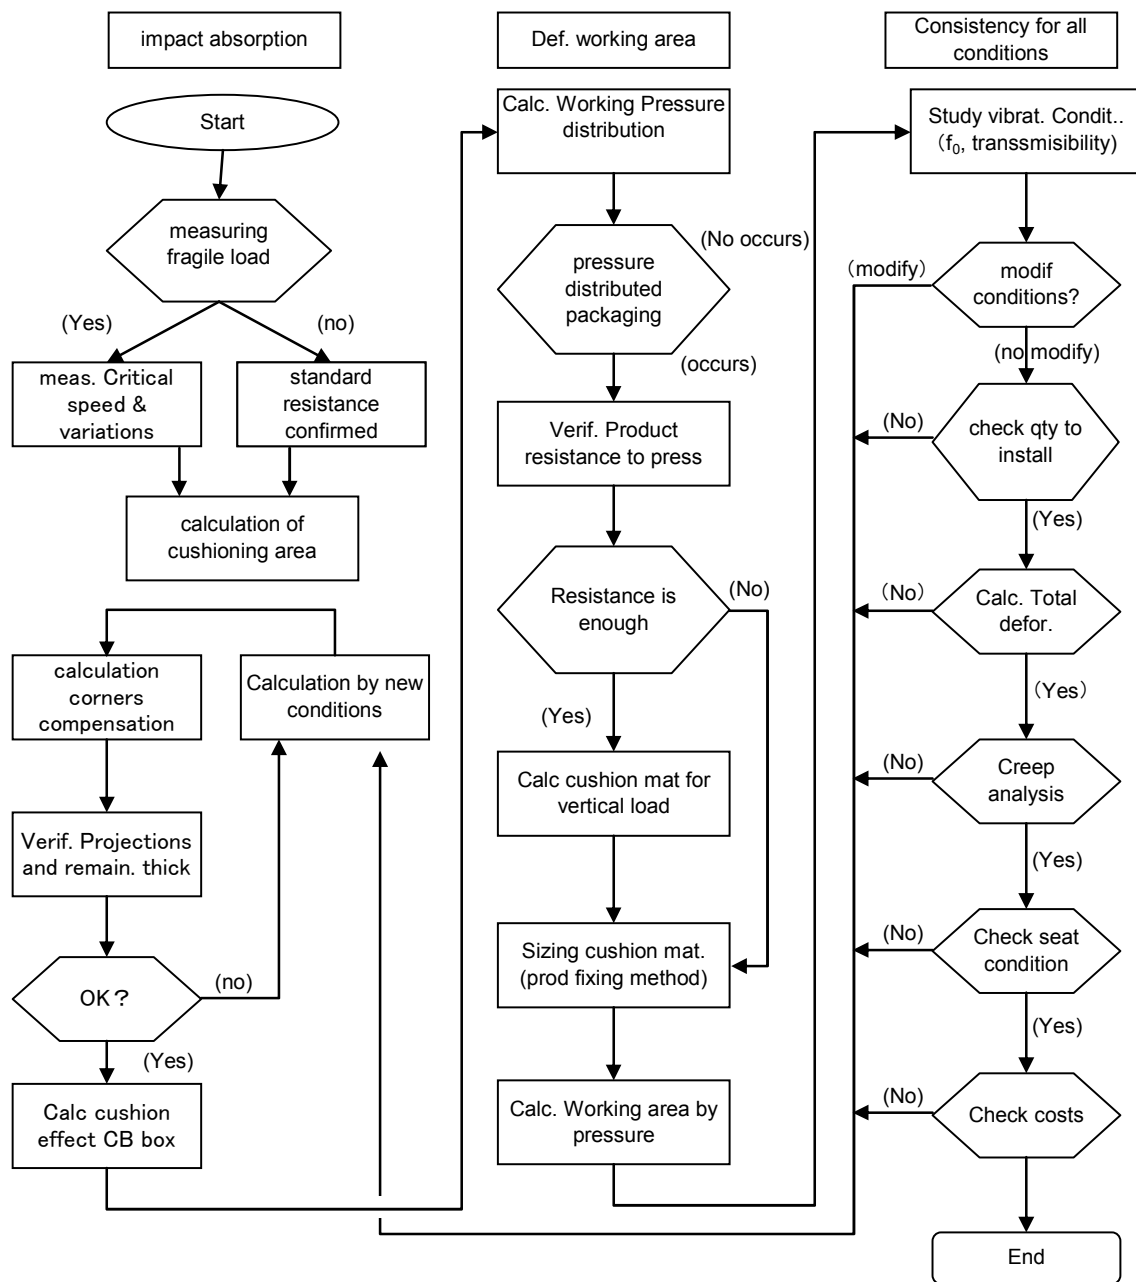 impact absorption
Start
measuring
fragile load
(Yes)
(no)
meas. Critical
speed &
variations
standard
resistance
confirmed
calculation of
cushioning area
calculation
corners
compensation
Calculation by new
conditions
Verif. Projections
and remain. thick
OK？
(no)
(Yes)
Calc cushion
effect CB box
Def. working area
Calc. Working Pressure
distribution
(No occurs)
pressure
distributed
packaging
(occurs)
Verif. Product
resistance to press
Resistance is
enough
(No)
(Yes)
Calc cushion mat for
vertical load
Sizing cushion mat.
(prod fixing method)
Calc. Working area by
pressure
Consistency for all
conditions
Study vibrat. Condit..
（f₀, transsmisibility)
（modify）
modif
conditions?
(no modify)
(No)
check qty to
install
(Yes)
（No）
Calc. Total
defor.
（Yes）
(No)
Creep
analysis
(Yes)
(No)
Check seat
condition
(Yes)
(No)
Check costs
End